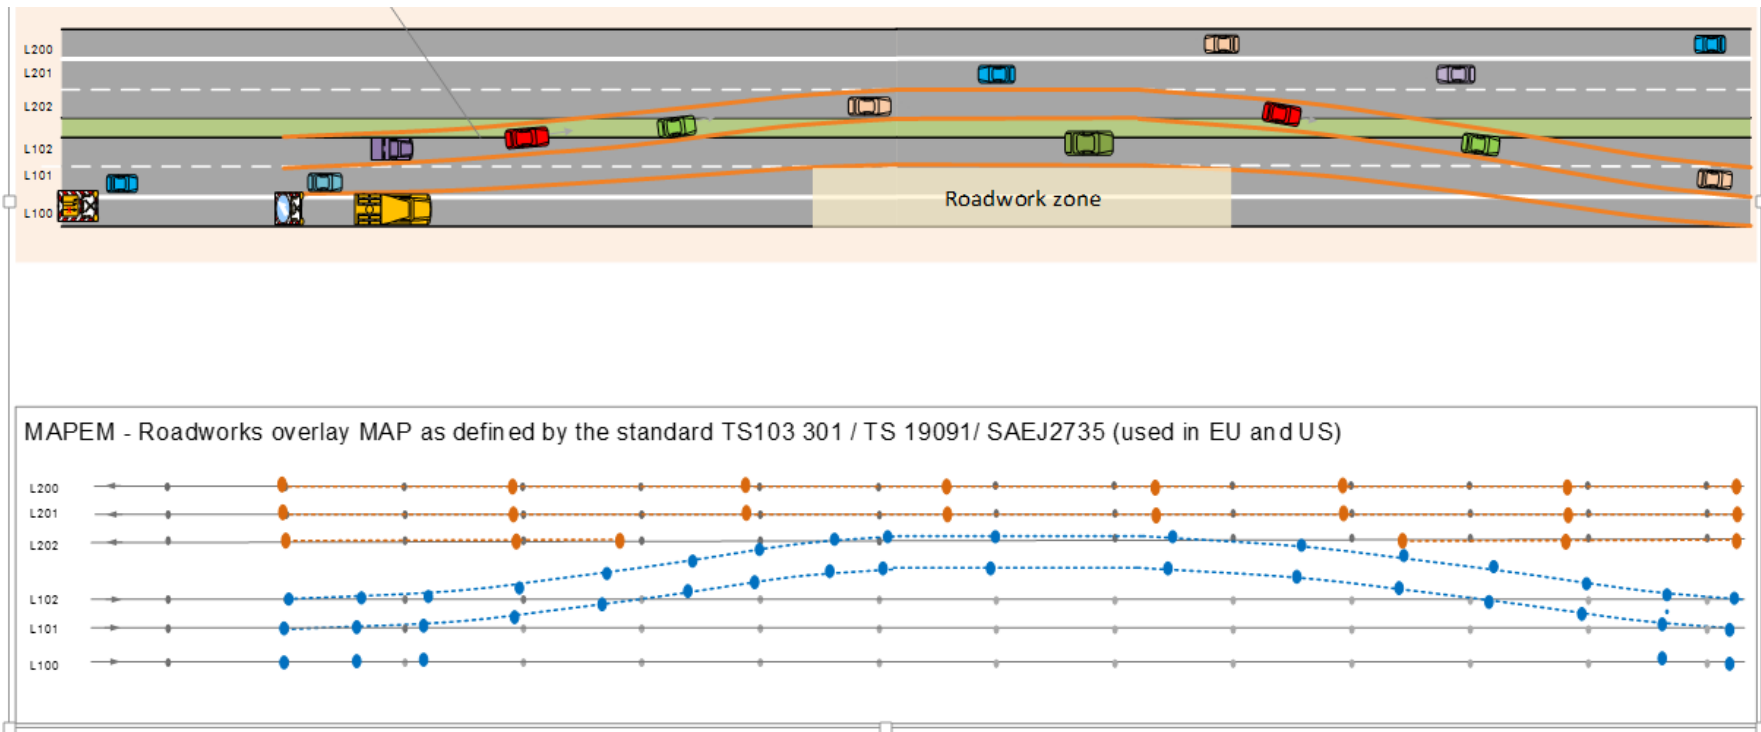 L200
L201
L202
L102
L101
L100
Roadwork zone
MAPEM - Roadworks overlay MAP as defined by the standard TS103 301 / TS 19091/ SAEJ2735 (used in EU and US)
L200
L201
L202
L102
L101
L100